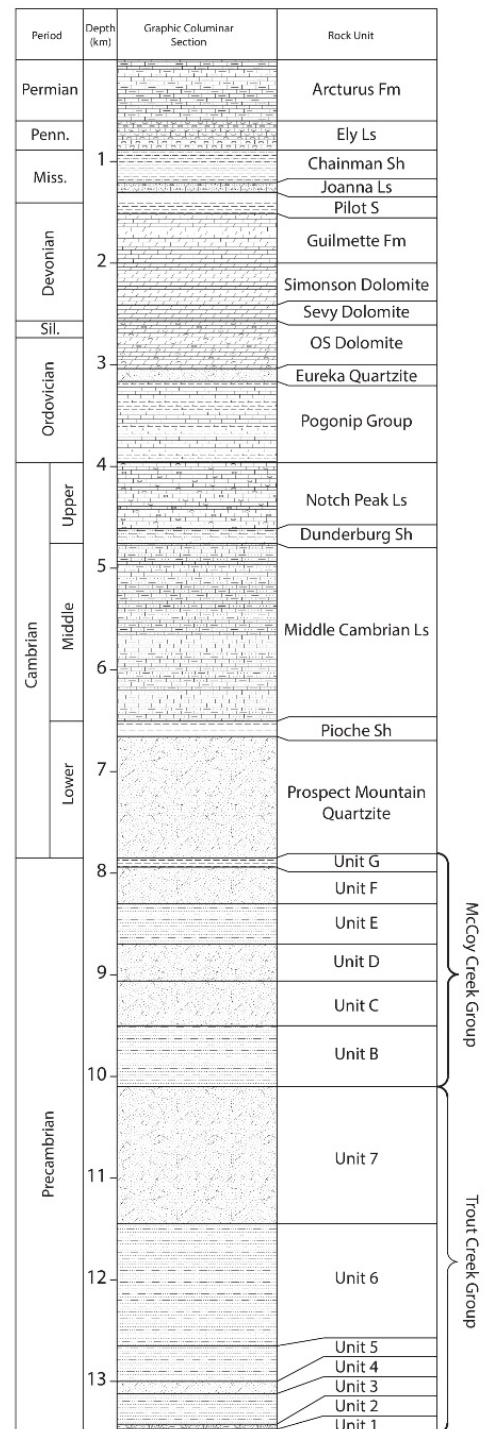 Period
Depth
(km)
Graphic Columinar
Section
Rock Unit
Permian
Penn.
Miss.
Devonian
Sil.
Ordovician
Cambrian
Upper
Middle
Lower
Precambrian
1
2
3
4
5
6
7
8
9
10
11
12
13
Arcturus Fm
Ely Ls
Chainman Sh
Joanna Ls
Pilot S
Guilmette Fm
Simonson Dolomite
Sevy Dolomite
OS Dolomite
Eureka Quartzite
Pogonip Group
Notch Peak Ls
Dunderburg Sh
Middle Cambrian Ls
Pioche Sh
Prospect Mountain
Quartzite
Unit G
Unit F
Unit E
Unit D
Unit C
Unit B
Unit 7
Unit 6
Unit 5
Unit 4
Unit 3
Unit 2
Unit 1
McCoy Creek Group
Trout Creek Group